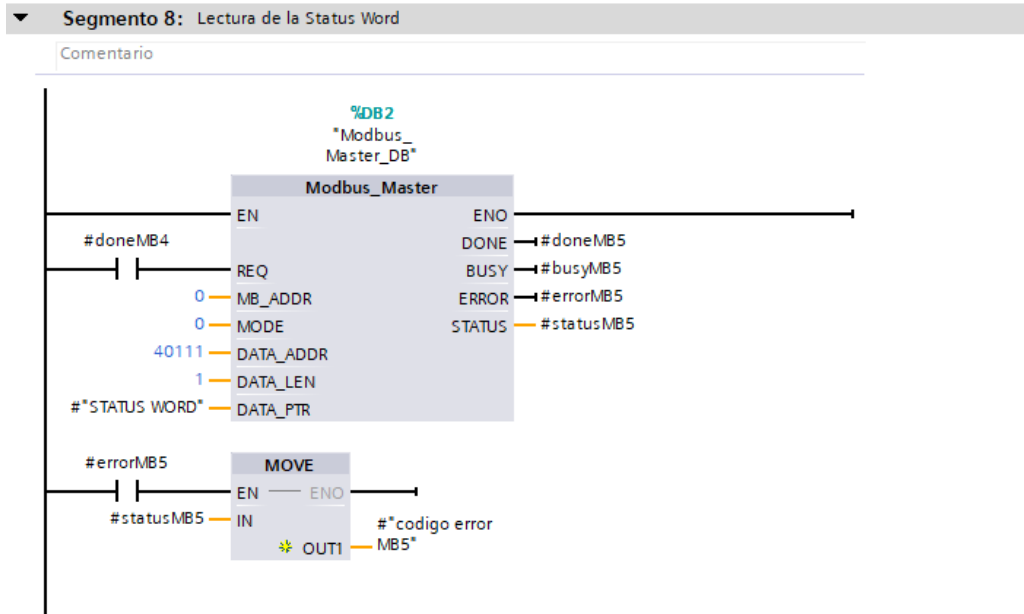 Segmento 8: Lectura de la Status Word
Comentario
%DB2
"Modbus_
Master_DB"
Modbus_Master
EN ENO
#doneMB4 DONE #doneMB5
REQ BUSY #busyMB5
0 MB_ADDR ERROR #errorMB5
0 MODE STATUS #statusMB5
40111 DATA_ADDR
1 DATA_LEN
#"STATUS WORD" DATA_PTR
#errorMB5 MOVE
EN ENO
#statusMB5 IN #"codigo error
OUT1 MB5"